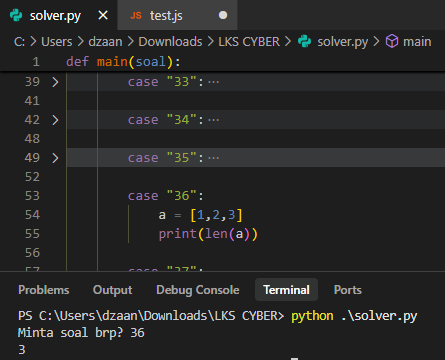 solver.py
JS test.js
C: > Users > dzaan > Downloads > LKS CYBER > solver.py > main
1 def main(soal):
39 case "33":
41
42 case "34":
48
49 case "35":
52
53 case "36":
54 a = [1,2,3]
55 print(len(a))
56
57 case "37":
Problems Output Debug Console Terminal Ports
PS C:\Users\dzaan\Downloads\LKS CYBER> python .\solver.py
Minta soal brp? 36
3